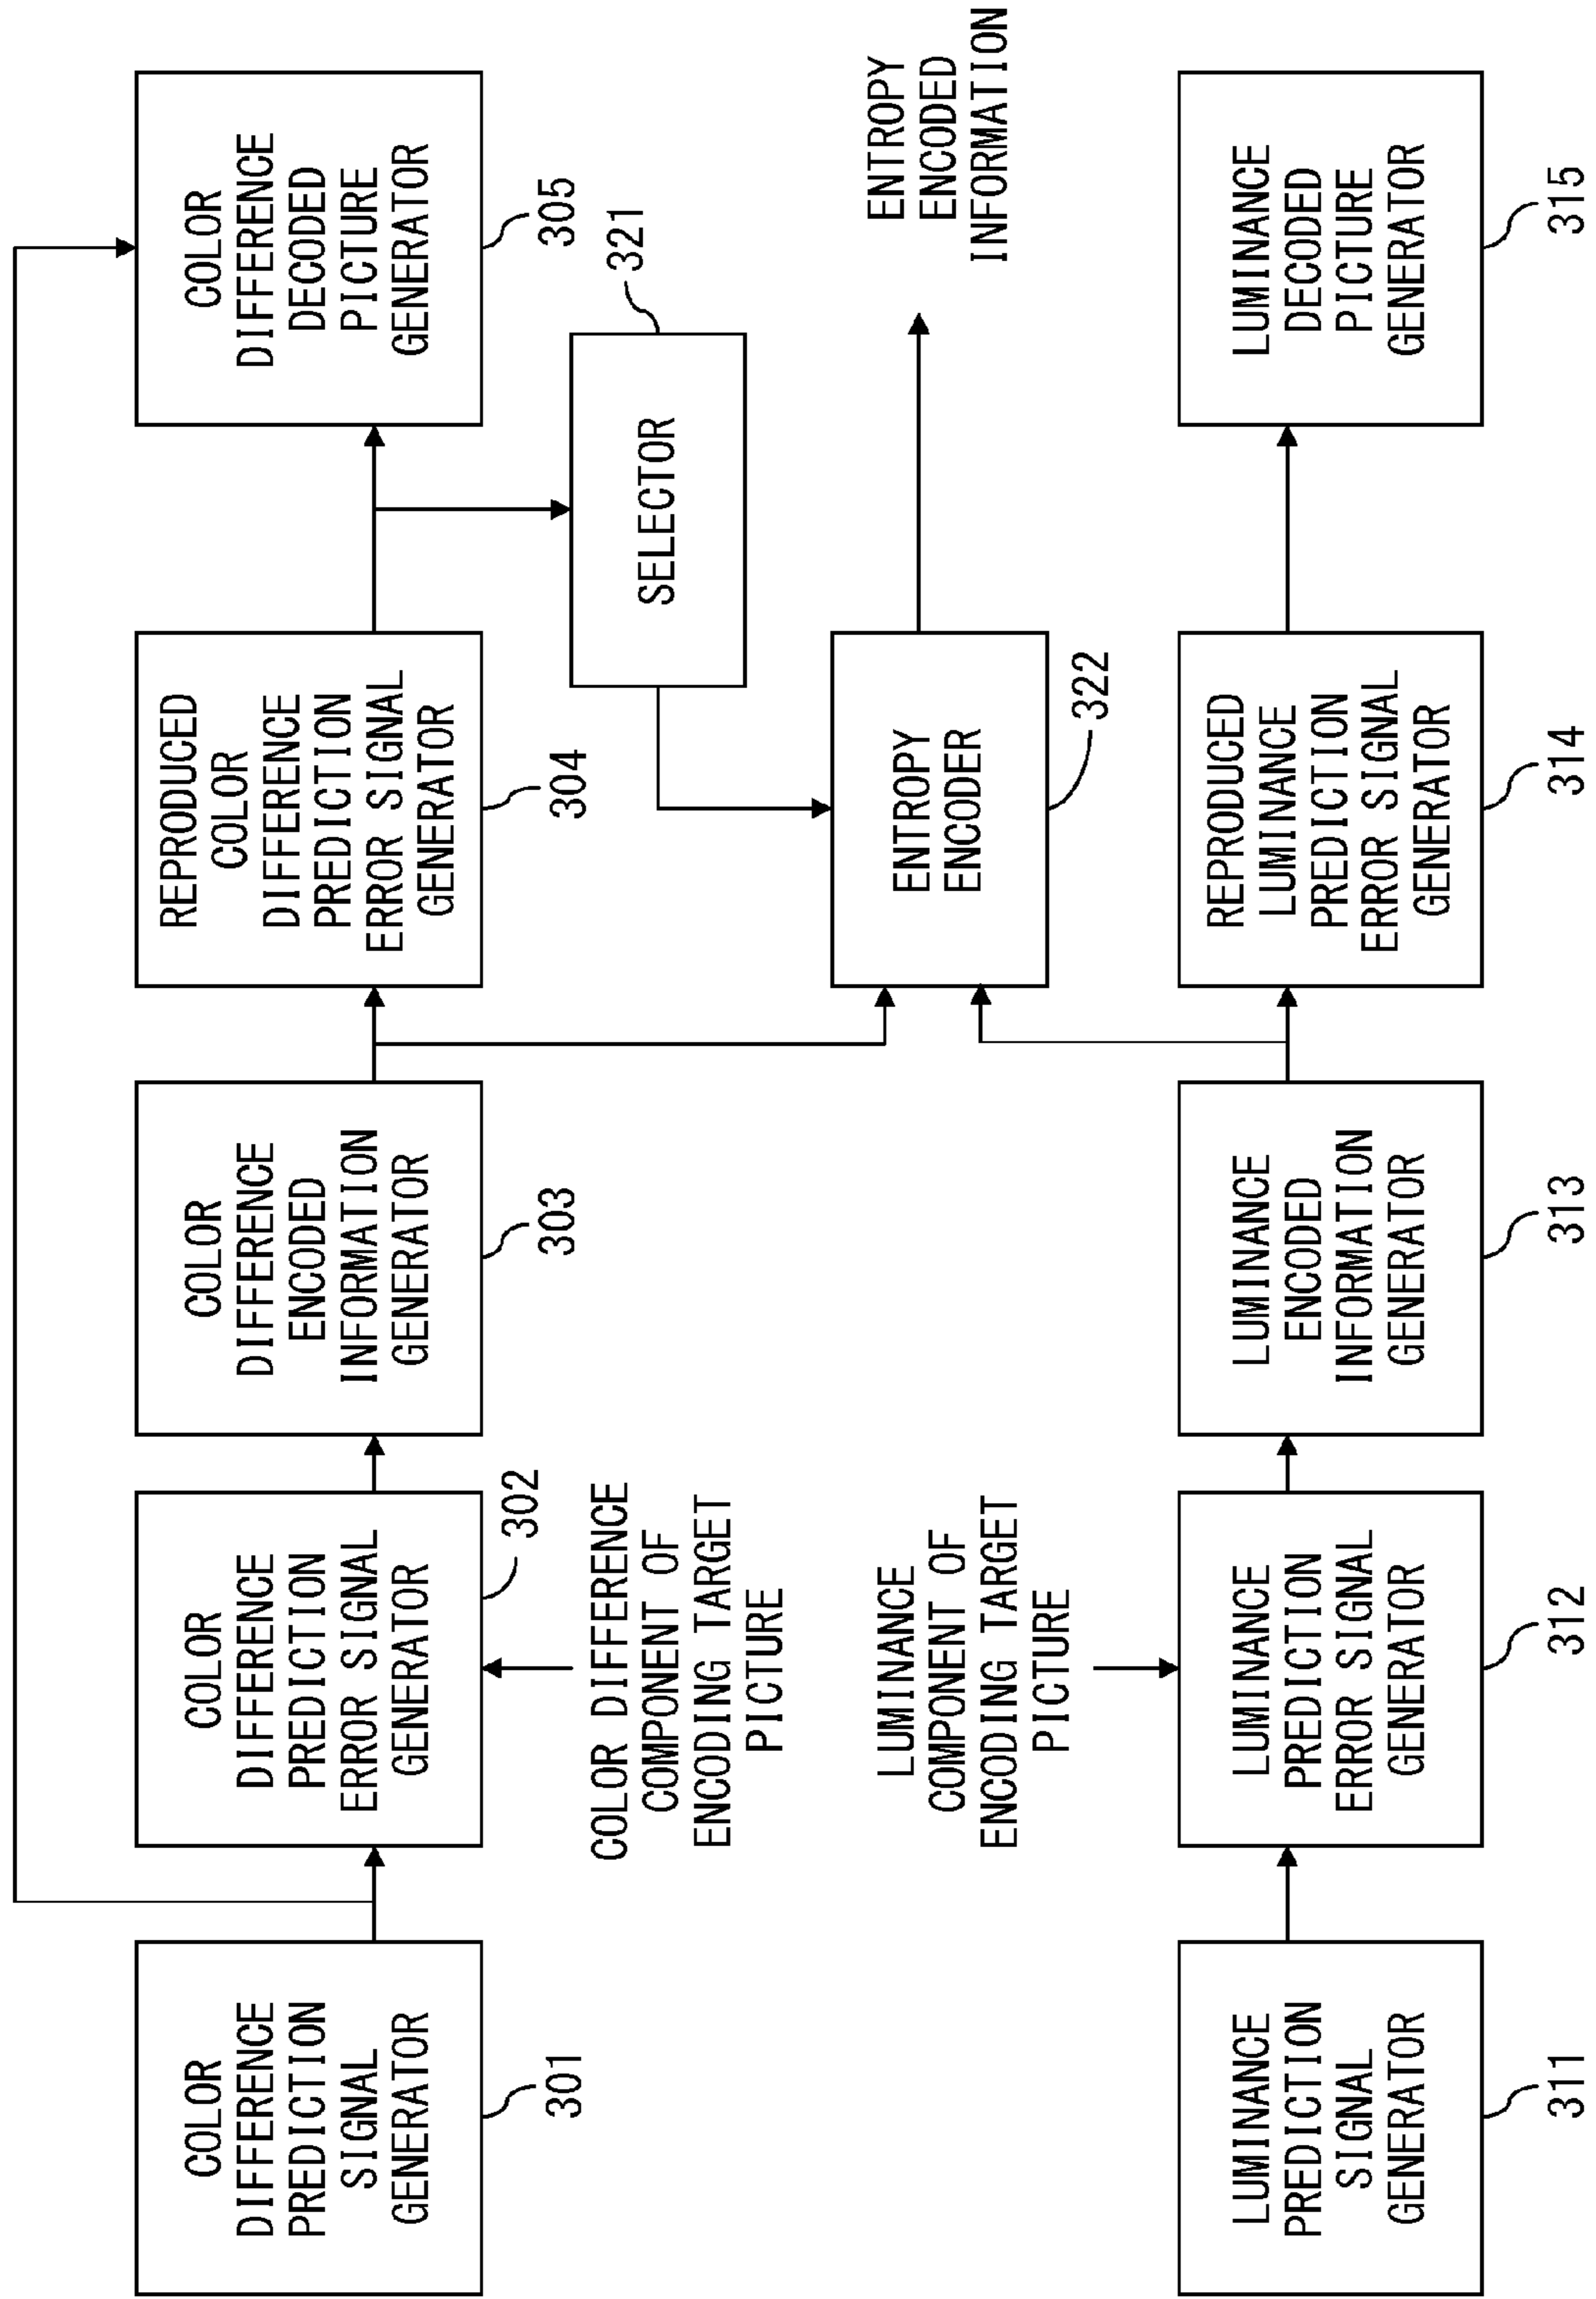 COLOR
DIFFERENCE
PREDICTION
SIGNAL
GENERATOR
301
COLOR
DIFFERENCE
PREDICTION
ERROR SIGNAL
GENERATOR
302
COLOR DIFFERENCE
COMPONENT OF
ENCODING TARGET
PICTURE
COLOR
DIFFERENCE
ENCODED
INFORMATION
GENERATOR
303
REPRODUCED
COLOR
DIFFERENCE
PREDICTION
ERROR SIGNAL
GENERATOR
304
COLOR
DIFFERENCE
DECODED
PICTURE
GENERATOR
305
SELECTOR
321
ENTROPY
ENCODER
322
ENTROPY
ENCODED
INFORMATION
LUMINANCE
PREDICTION
SIGNAL
GENERATOR
311
LUMINANCE
COMPONENT OF
ENCODING TARGET
PICTURE
LUMINANCE
PREDICTION
ERROR SIGNAL
GENERATOR
312
LUMINANCE
ENCODED
INFORMATION
GENERATOR
313
REPRODUCED
LUMINANCE
PREDICTION
ERROR SIGNAL
GENERATOR
314
LUMINANCE
DECODED
PICTURE
GENERATOR
315